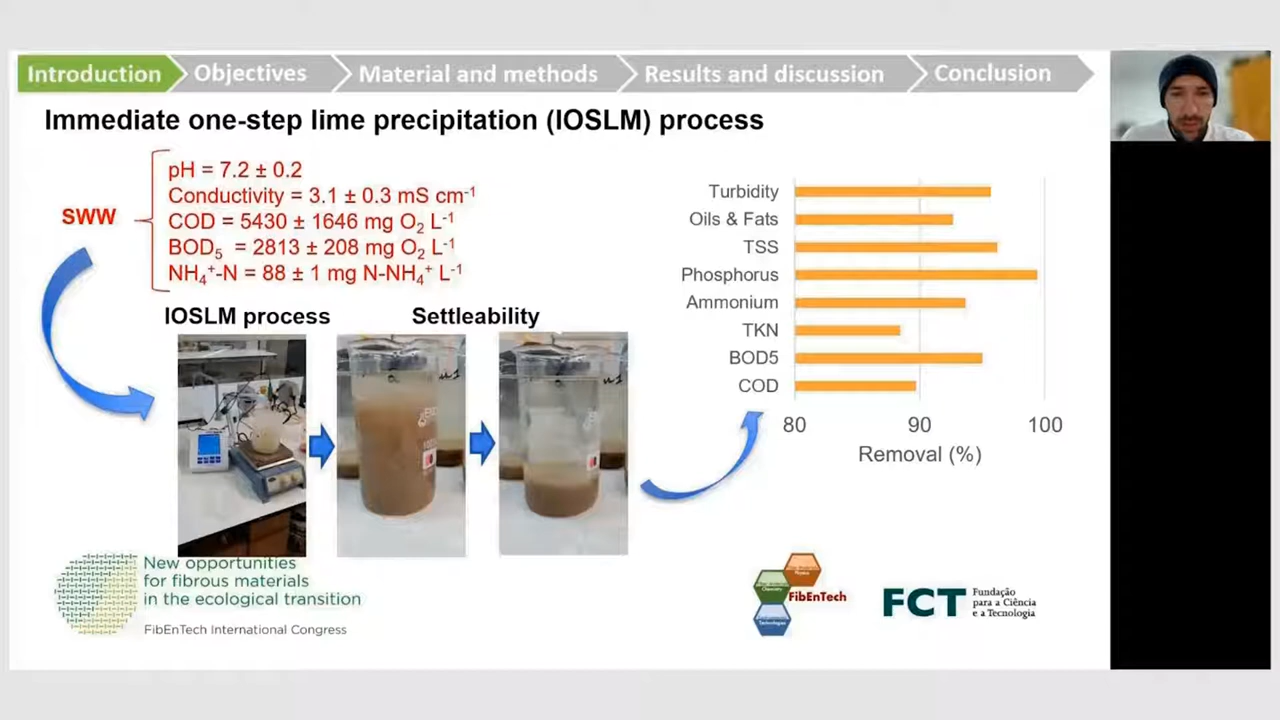 Introduction
Objectives
Material and methods
Results and discussion
Conclusion
Immediate one-step lime precipitation (IOSLM) process
SWW
pH = 7.2 ± 0.2
Conductivity = 3.1 ± 0.3 mS cm⁻¹
COD = 5430 ± 1646 mg O₂ L⁻¹
BOD₅ = 2813 ± 208 mg O₂ L⁻¹
NH₄⁺-N = 88 ± 1 mg N-NH₄⁺ L⁻¹
IOSLM process
Settleability
Turbidity
Oils & Fats
TSS
Phosphorus
Ammonium
TKN
BOD5
COD
80 90 100
Removal (%)
New opportunities
for fibrous materials
in the ecological transition
FibEnTech International Congress
FibEnTech
FCT
Fundação
para a Ciência
e a Tecnologia